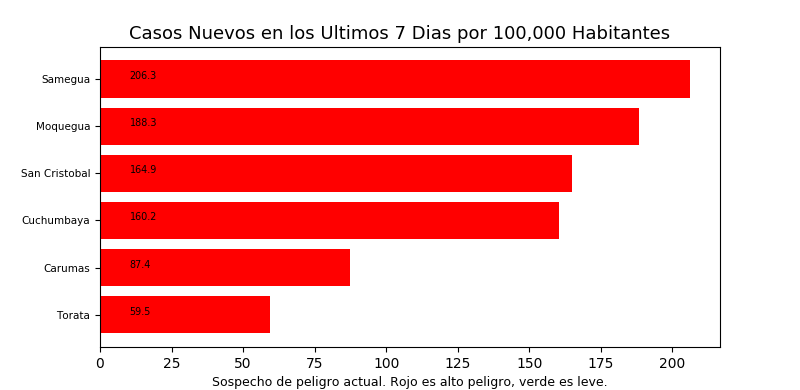 Casos Nuevos en los Ultimos 7 Dias por 100,000 Habitantes
Samegua 206.3
Moquegua 188.3
San Cristobal 164.9
Cuchumbaya 160.2
Carumas 87.4
Torata 59.5
0 25 50 75 100 125 150 175 200
Sospecho de peligro actual. Rojo es alto peligro, verde es leve.